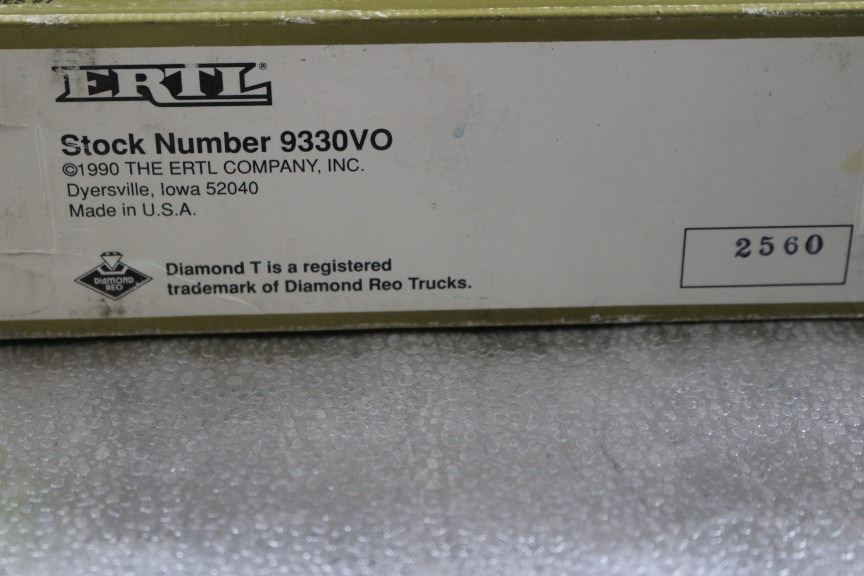 ERTL®
Stock Number 9330VO
©1990 THE ERTL COMPANY, INC.
Dyersville, Iowa 52040
Made in U.S.A.
DIAMOND
REO
Diamond T is a registered
trademark of Diamond Reo Trucks.
2560